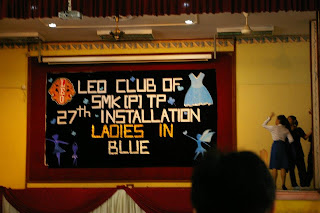 LEO CLUB OF
SMK(P) TP
27th INSTALLATION
LADIES IN
BLUE